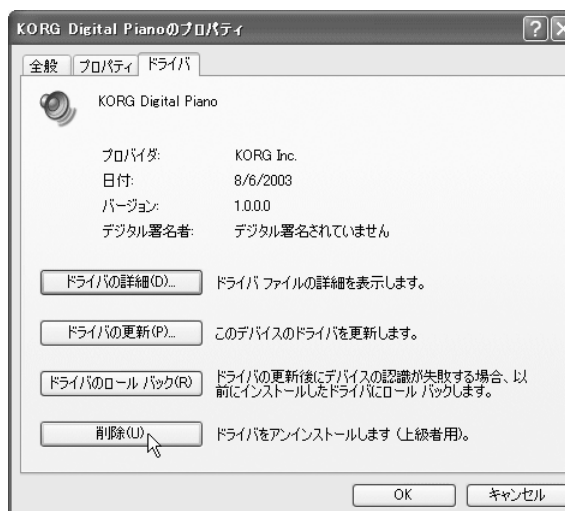 KORG Digital Pianoのプロパティ
全般 プロパティ ドライバ
KORG Digital Piano
プロバイダ: KORG Inc.
日付: 8/6/2003
バージョン: 1.0.0.0
デジタル署名者: デジタル署名されていません
ドライバの詳細(D)... ドライバ ファイルの詳細を表示します。
ドライバの更新(P)... このデバイスのドライバを更新します。
ドライバのロール バック(R) ドライバの更新後にデバイスの認識が失敗する場合、以
前にインストールしたドライバにロール バックします。
削除(U) ドライバをアンインストールします (上級者用)。
OK キャンセル